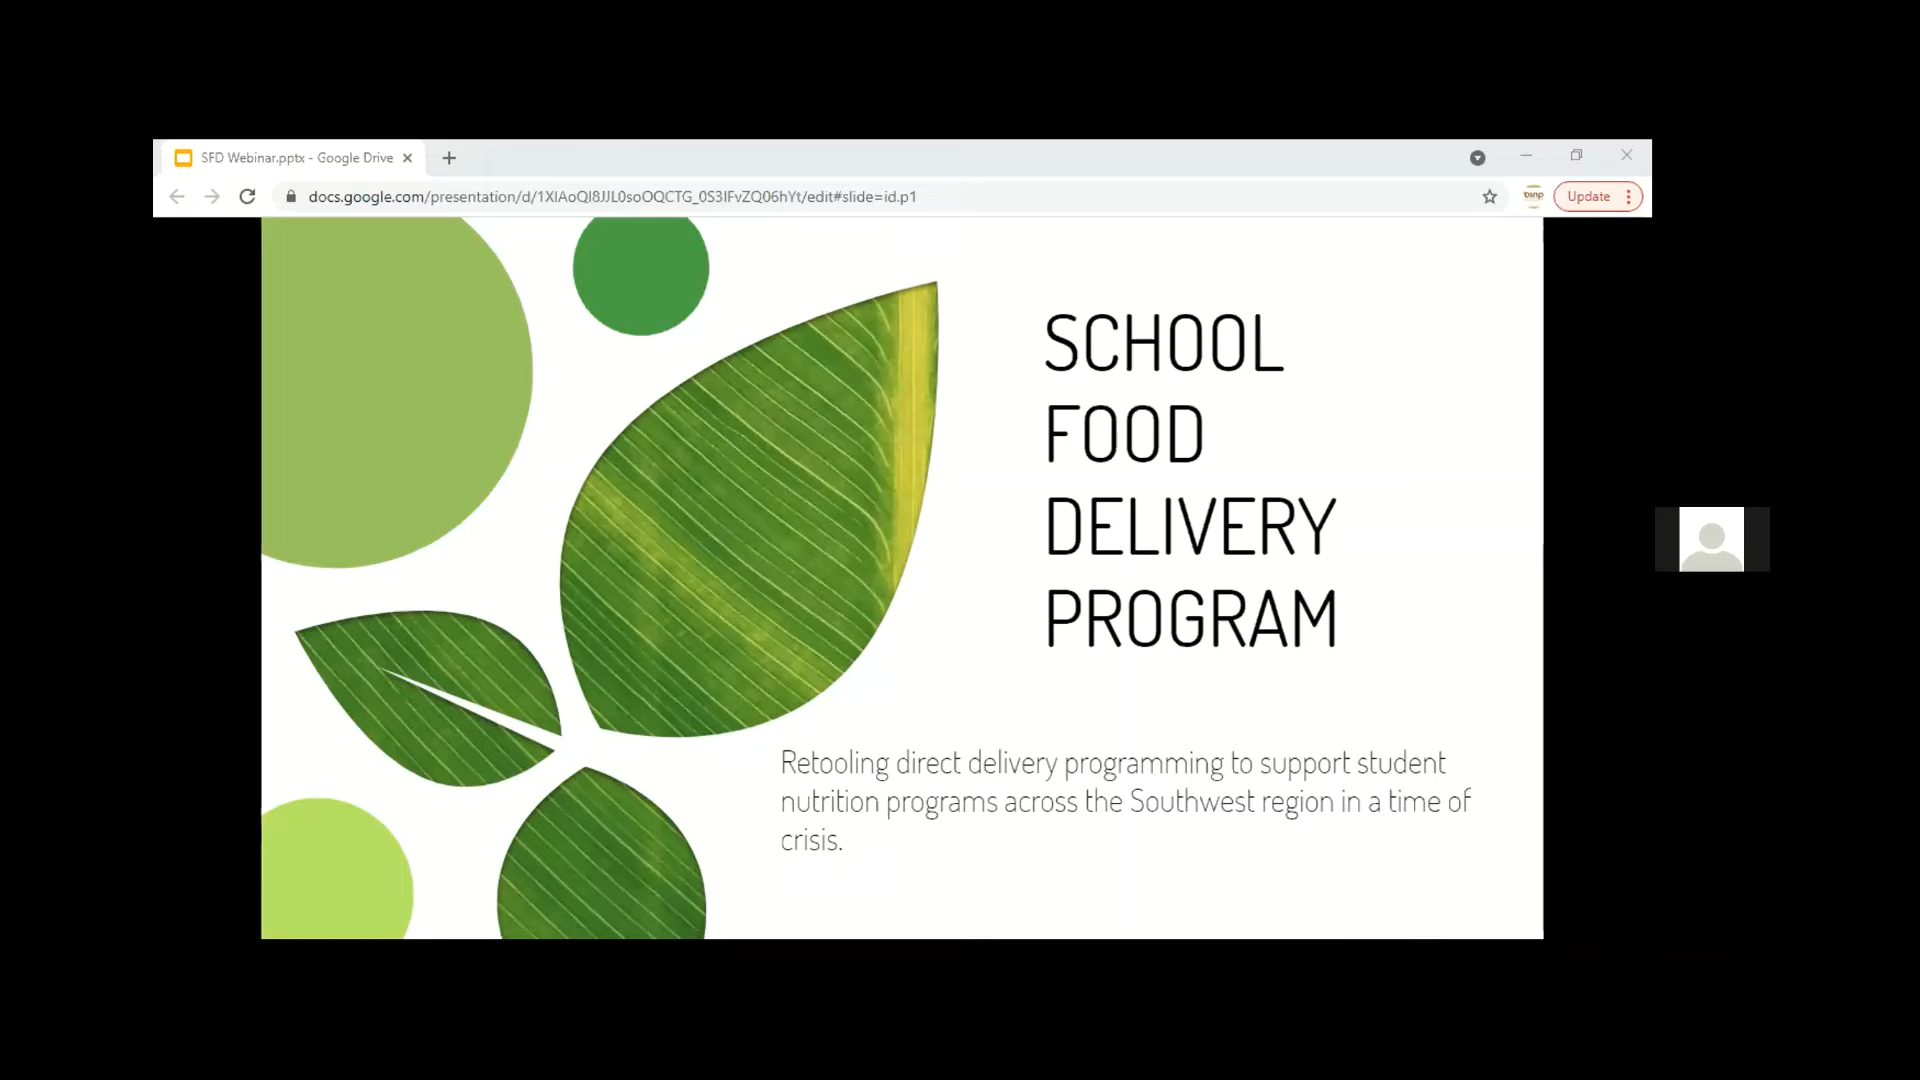 SFD Webinar.pptx - Google Drive
docs.google.com/presentation/d/1XlAoQl8JJL0soOQCTG_0S3IFvZQ06hYt/edit#slide=id.p1
Update
SCHOOL
FOOD
DELIVERY
PROGRAM
Retooling direct delivery programming to support student
nutrition programs across the Southwest region in a time of
crisis.